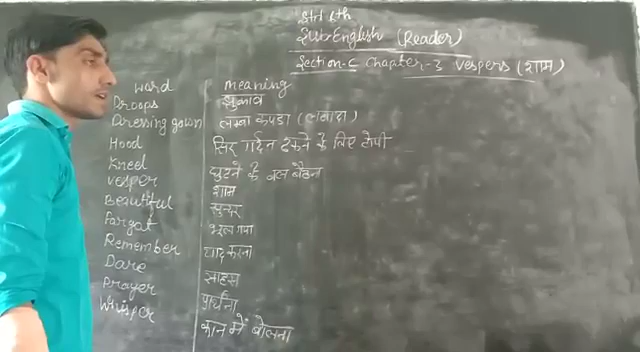 Std 6th
Sub-English (Reader)
Section-C Chapter-3 Vespers (शाम)
word meaning
Droops झुकाव
Dressing gown लम्बा कपडा (लबादा)
Hood सिर गर्दन ढकने के लिए टोपी
Kneel घुटने के बल बैठना
Vesper शाम
Beautiful सुन्दर
Forgot भूल गया
Remember याद करना
Dare साहस
Prayer प्रार्थना
Whisper कान में बोलना